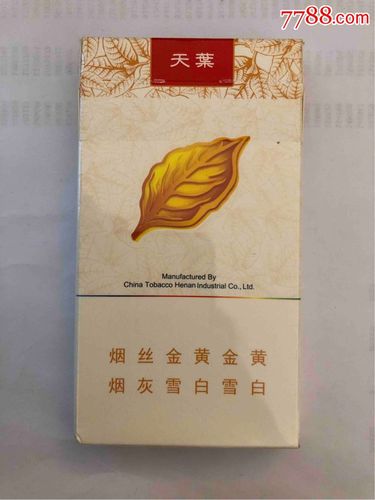 7788.com
天葉
Manufactured By
China Tobacco Henan Industrial Co., Ltd.
烟丝金黄金黄
烟灰雪白雪白